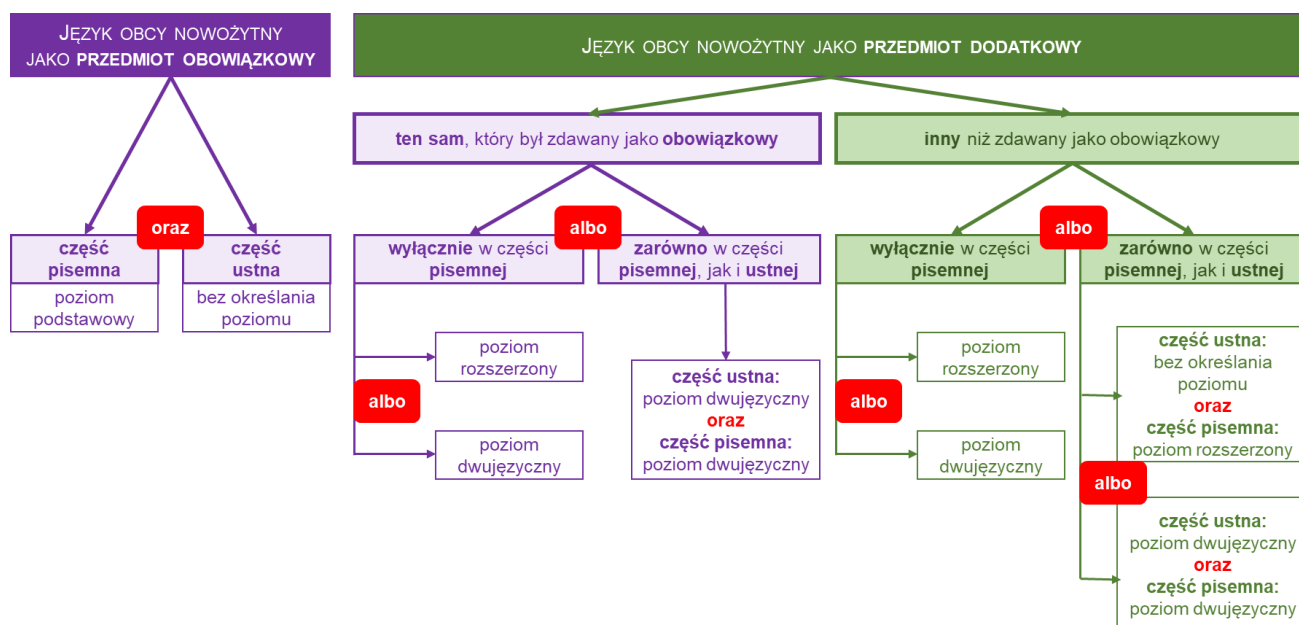 JĘZYK OBCY NOWOŻYTNY
JAKO PRZEDMIOT OBOWIĄZKOWY
oraz
część
pisemna
poziom
podstawowy
część
ustna
bez określania
poziomu
JĘZYK OBCY NOWOŻYTNY JAKO PRZEDMIOT DODATKOWY
ten sam, który był zdawany jako obowiązkowy
albo
wyłącznie w części
pisemnej
poziom
rozszerzony
albo
poziom
dwujęzyczny
zarówno w części
pisemnej, jak i ustnej
część ustna:
poziom dwujęzyczny
oraz
część pisemna:
poziom dwujęzyczny
inny niż zdawany jako obowiązkowy
albo
wyłącznie w części
pisemnej
poziom
rozszerzony
albo
poziom
dwujęzyczny
zarówno w części
pisemnej, jak i ustnej
część ustna:
bez określania
poziomu
oraz
część pisemna:
poziom rozszerzony
albo
część ustna:
poziom dwujęzyczny
oraz
część pisemna:
poziom dwujęzyczny